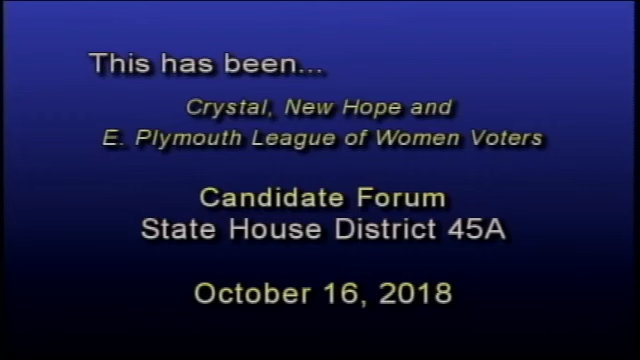 This has been...
Crystal, New Hope and
E. Plymouth League of Women Voters
Candidate Forum
State House District 45A
October 16, 2018